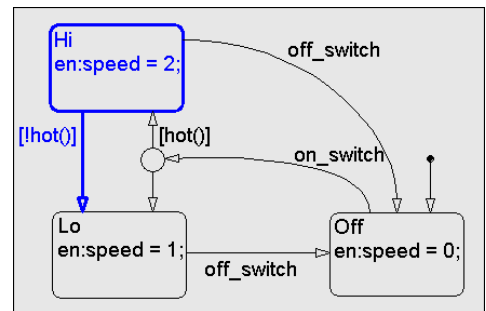 Hi
en:speed = 2;
off_switch
[!hot()]
[hot()]
on_switch
Lo
en:speed = 1;
off_switch
Off
en:speed = 0;